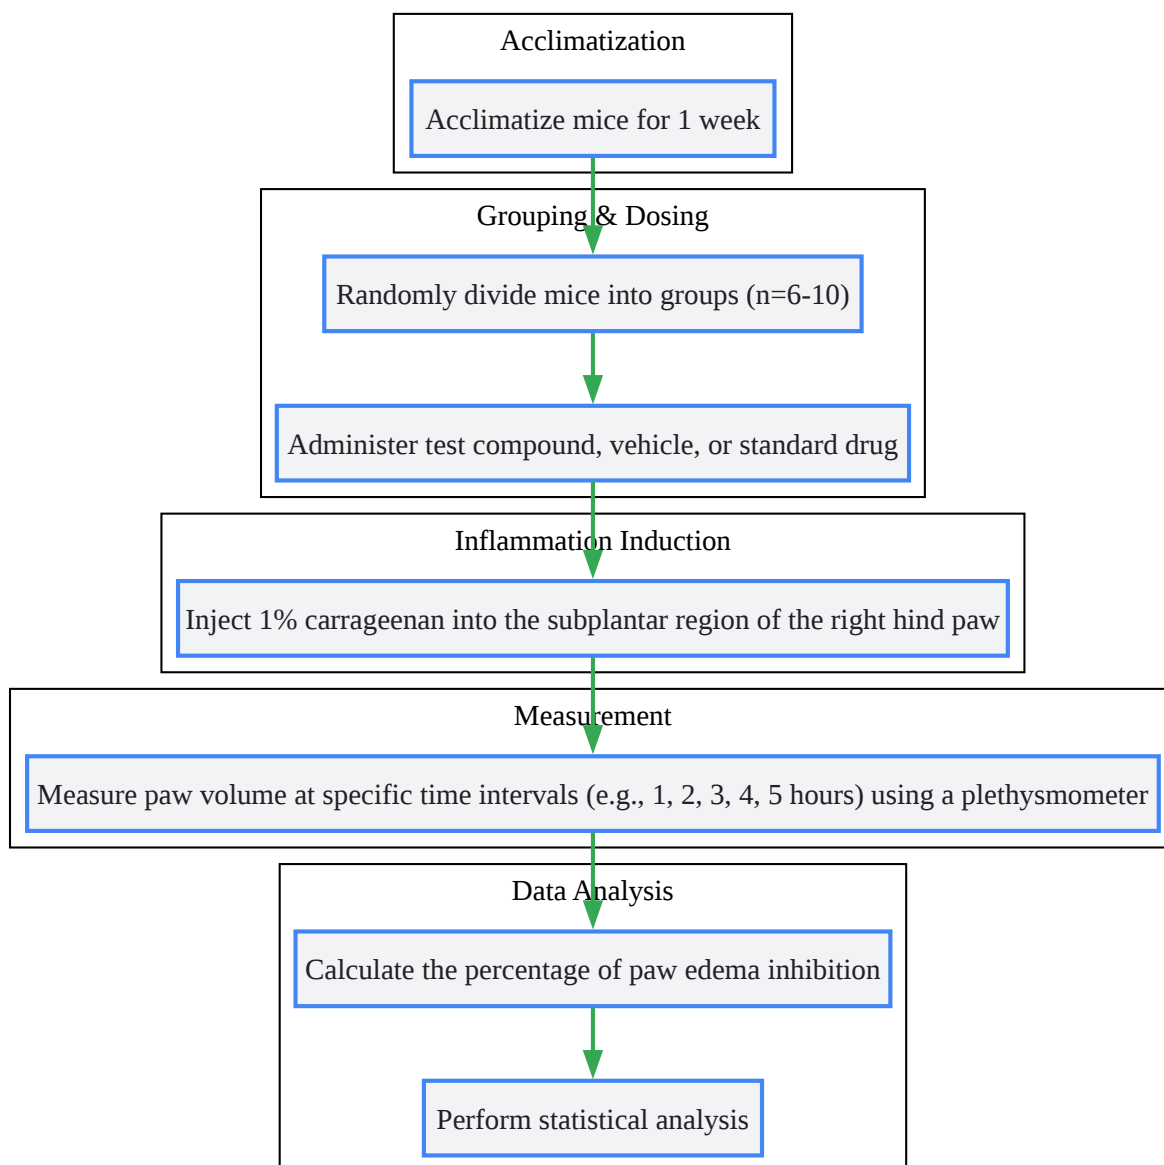 Acclimatization
Acclimatize mice for 1 week
Grouping & Dosing
Randomly divide mice into groups (n=6-10)
Administer test compound, vehicle, or standard drug
Inflammation Induction
Inject 1% carrageenan into the subplantar region of the right hind paw
Measurement
Measure paw volume at specific time intervals (e.g., 1, 2, 3, 4, 5 hours) using a plethysmometer
Data Analysis
Calculate the percentage of paw edema inhibition
Perform statistical analysis